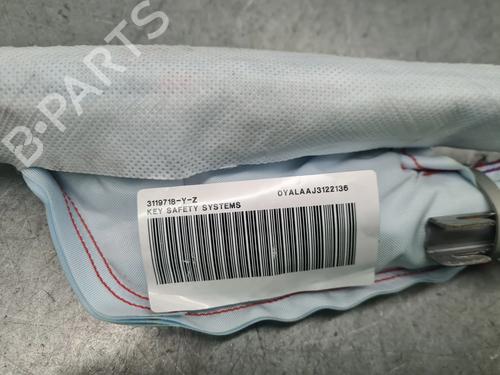 B-PARTS
3119718-Y-Z 0YALAAJ3122136
KEY SAFETY SYSTEMS